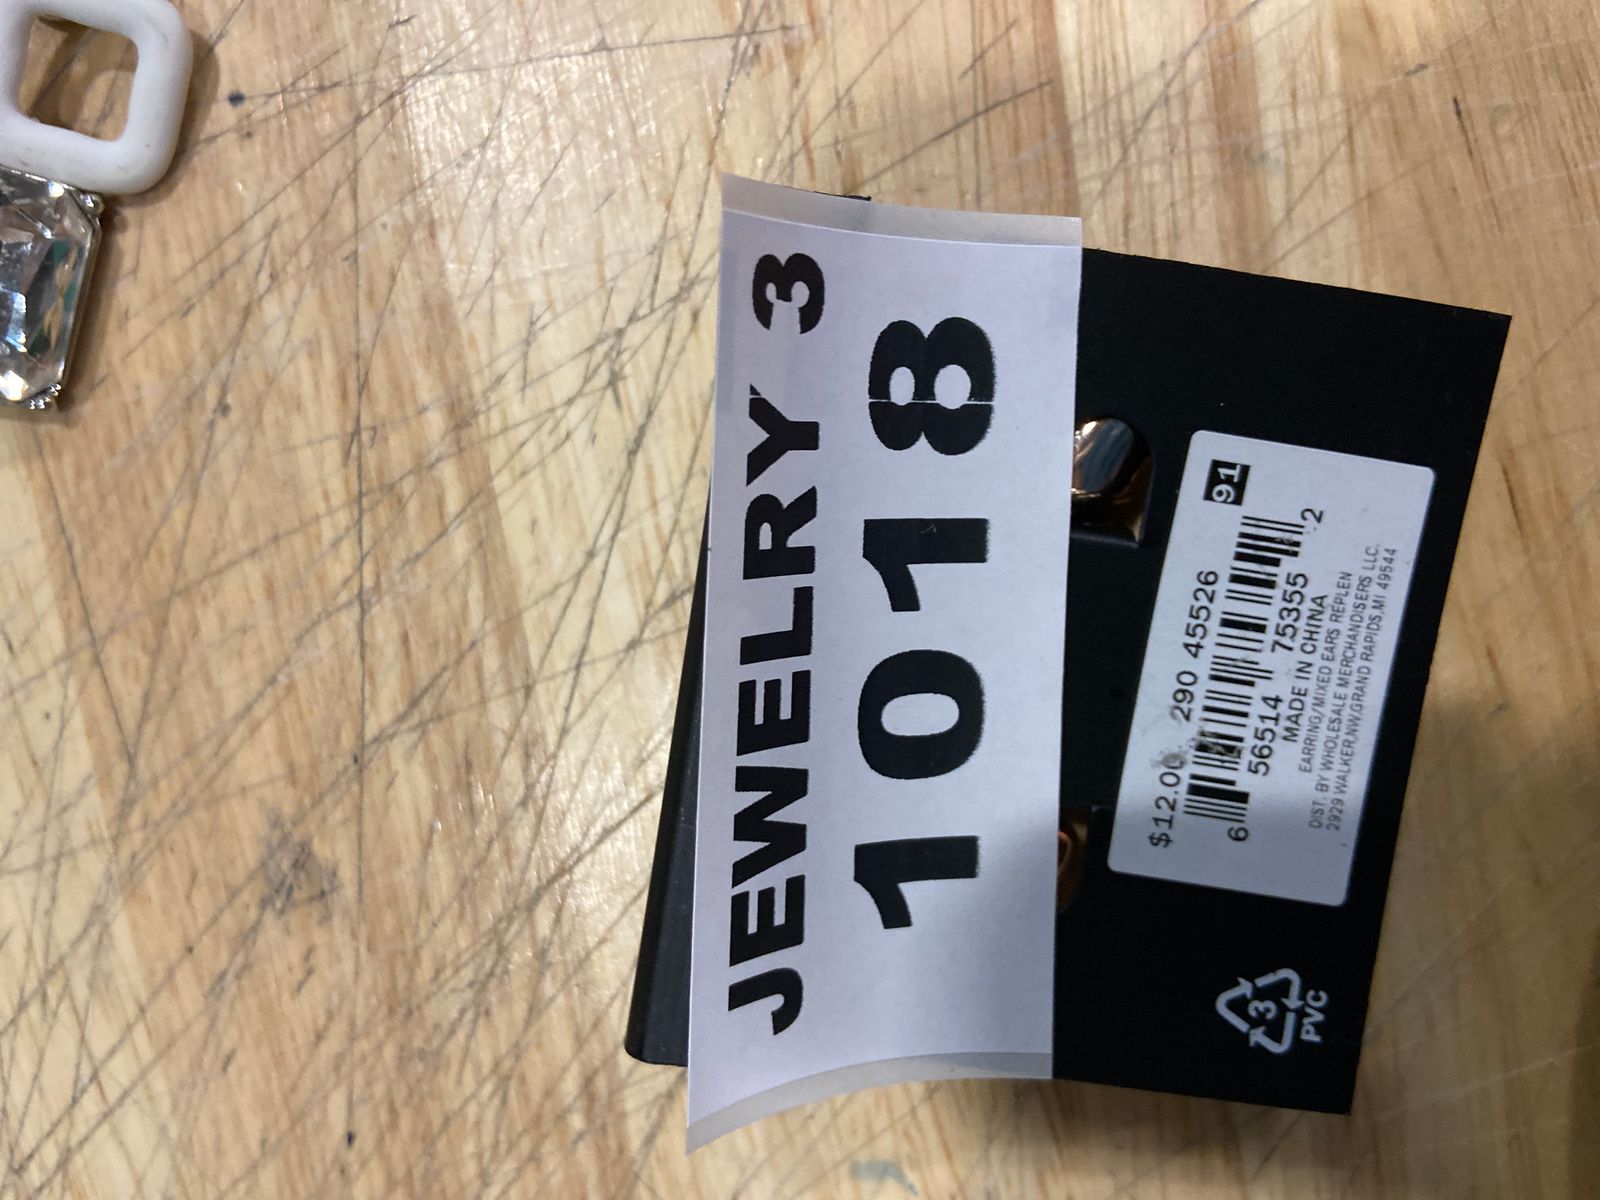 JEWELRY 3
1018
$12.00 290 45526 91
6 56514 75355 2
MADE IN CHINA
EARRING/MIXED EARS REPLEN
DIST. BY WHOLESALE MERCHANDISERS LLC.
2929 WALKER,NW,GRAND RAPIDS,MI 49544
3
PVC